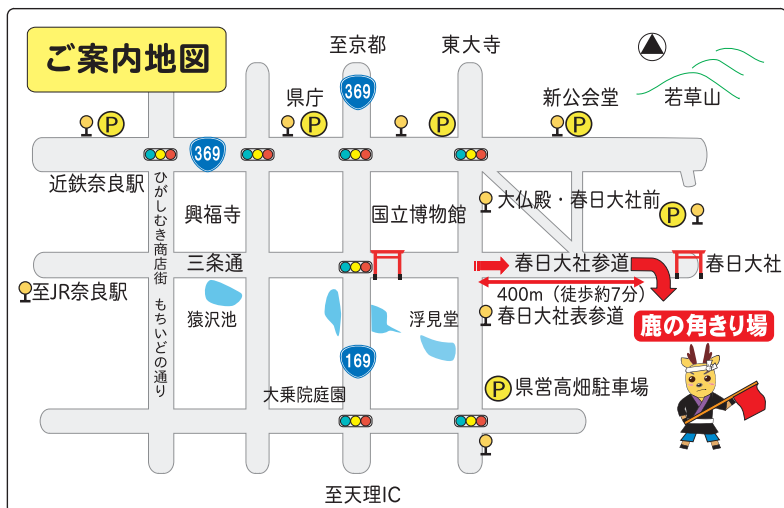 ご案内地図
至京都
東大寺
369
県庁
新公会堂
若草山
P
P
P
P
369
近鉄奈良駅
ひがしむき商店街 もちいどの通り
興福寺
国立博物館
大仏殿・春日大社前
P
三条通
春日大社参道
春日大社
至JR奈良駅
400m（徒歩約7分）
猿沢池
浮見堂
春日大社表参道
鹿の角きり場
169
大乗院庭園
P
県営高畑駐車場
至天理IC